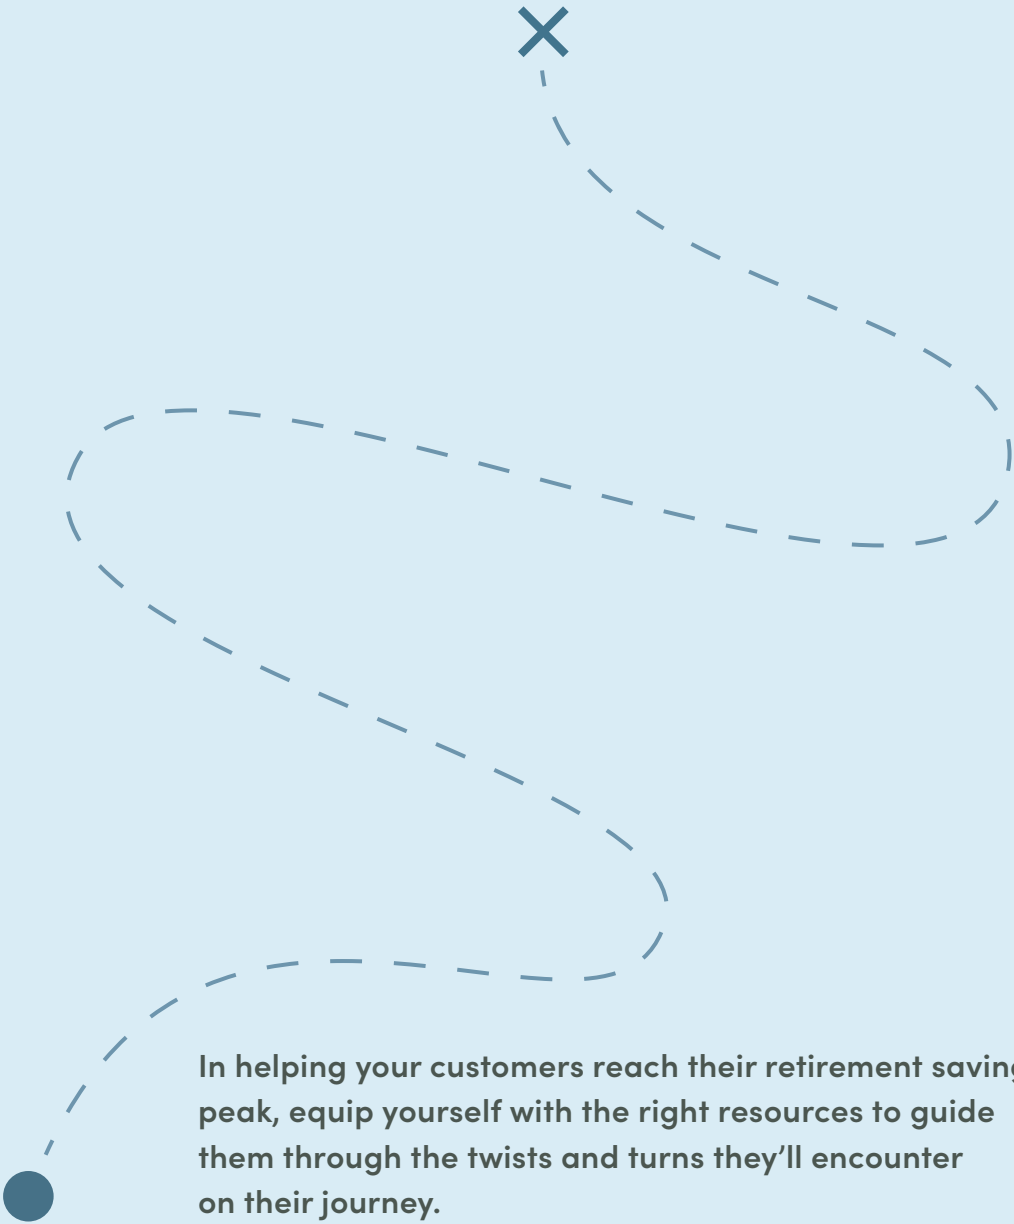 In helping your customers reach their retirement saving
peak, equip yourself with the right resources to guide
them through the twists and turns they’ll encounter
on their journey.